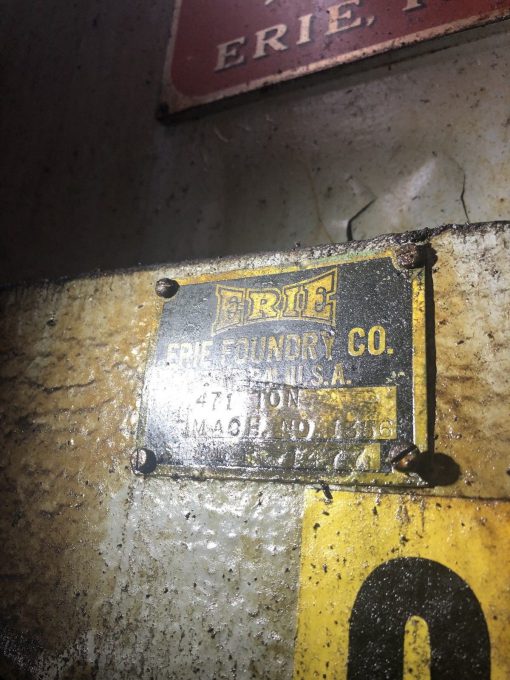 ERIE,
ERIE
ERIE FOUNDRY CO.
U.S.A.
471 TON
MACH. NO.